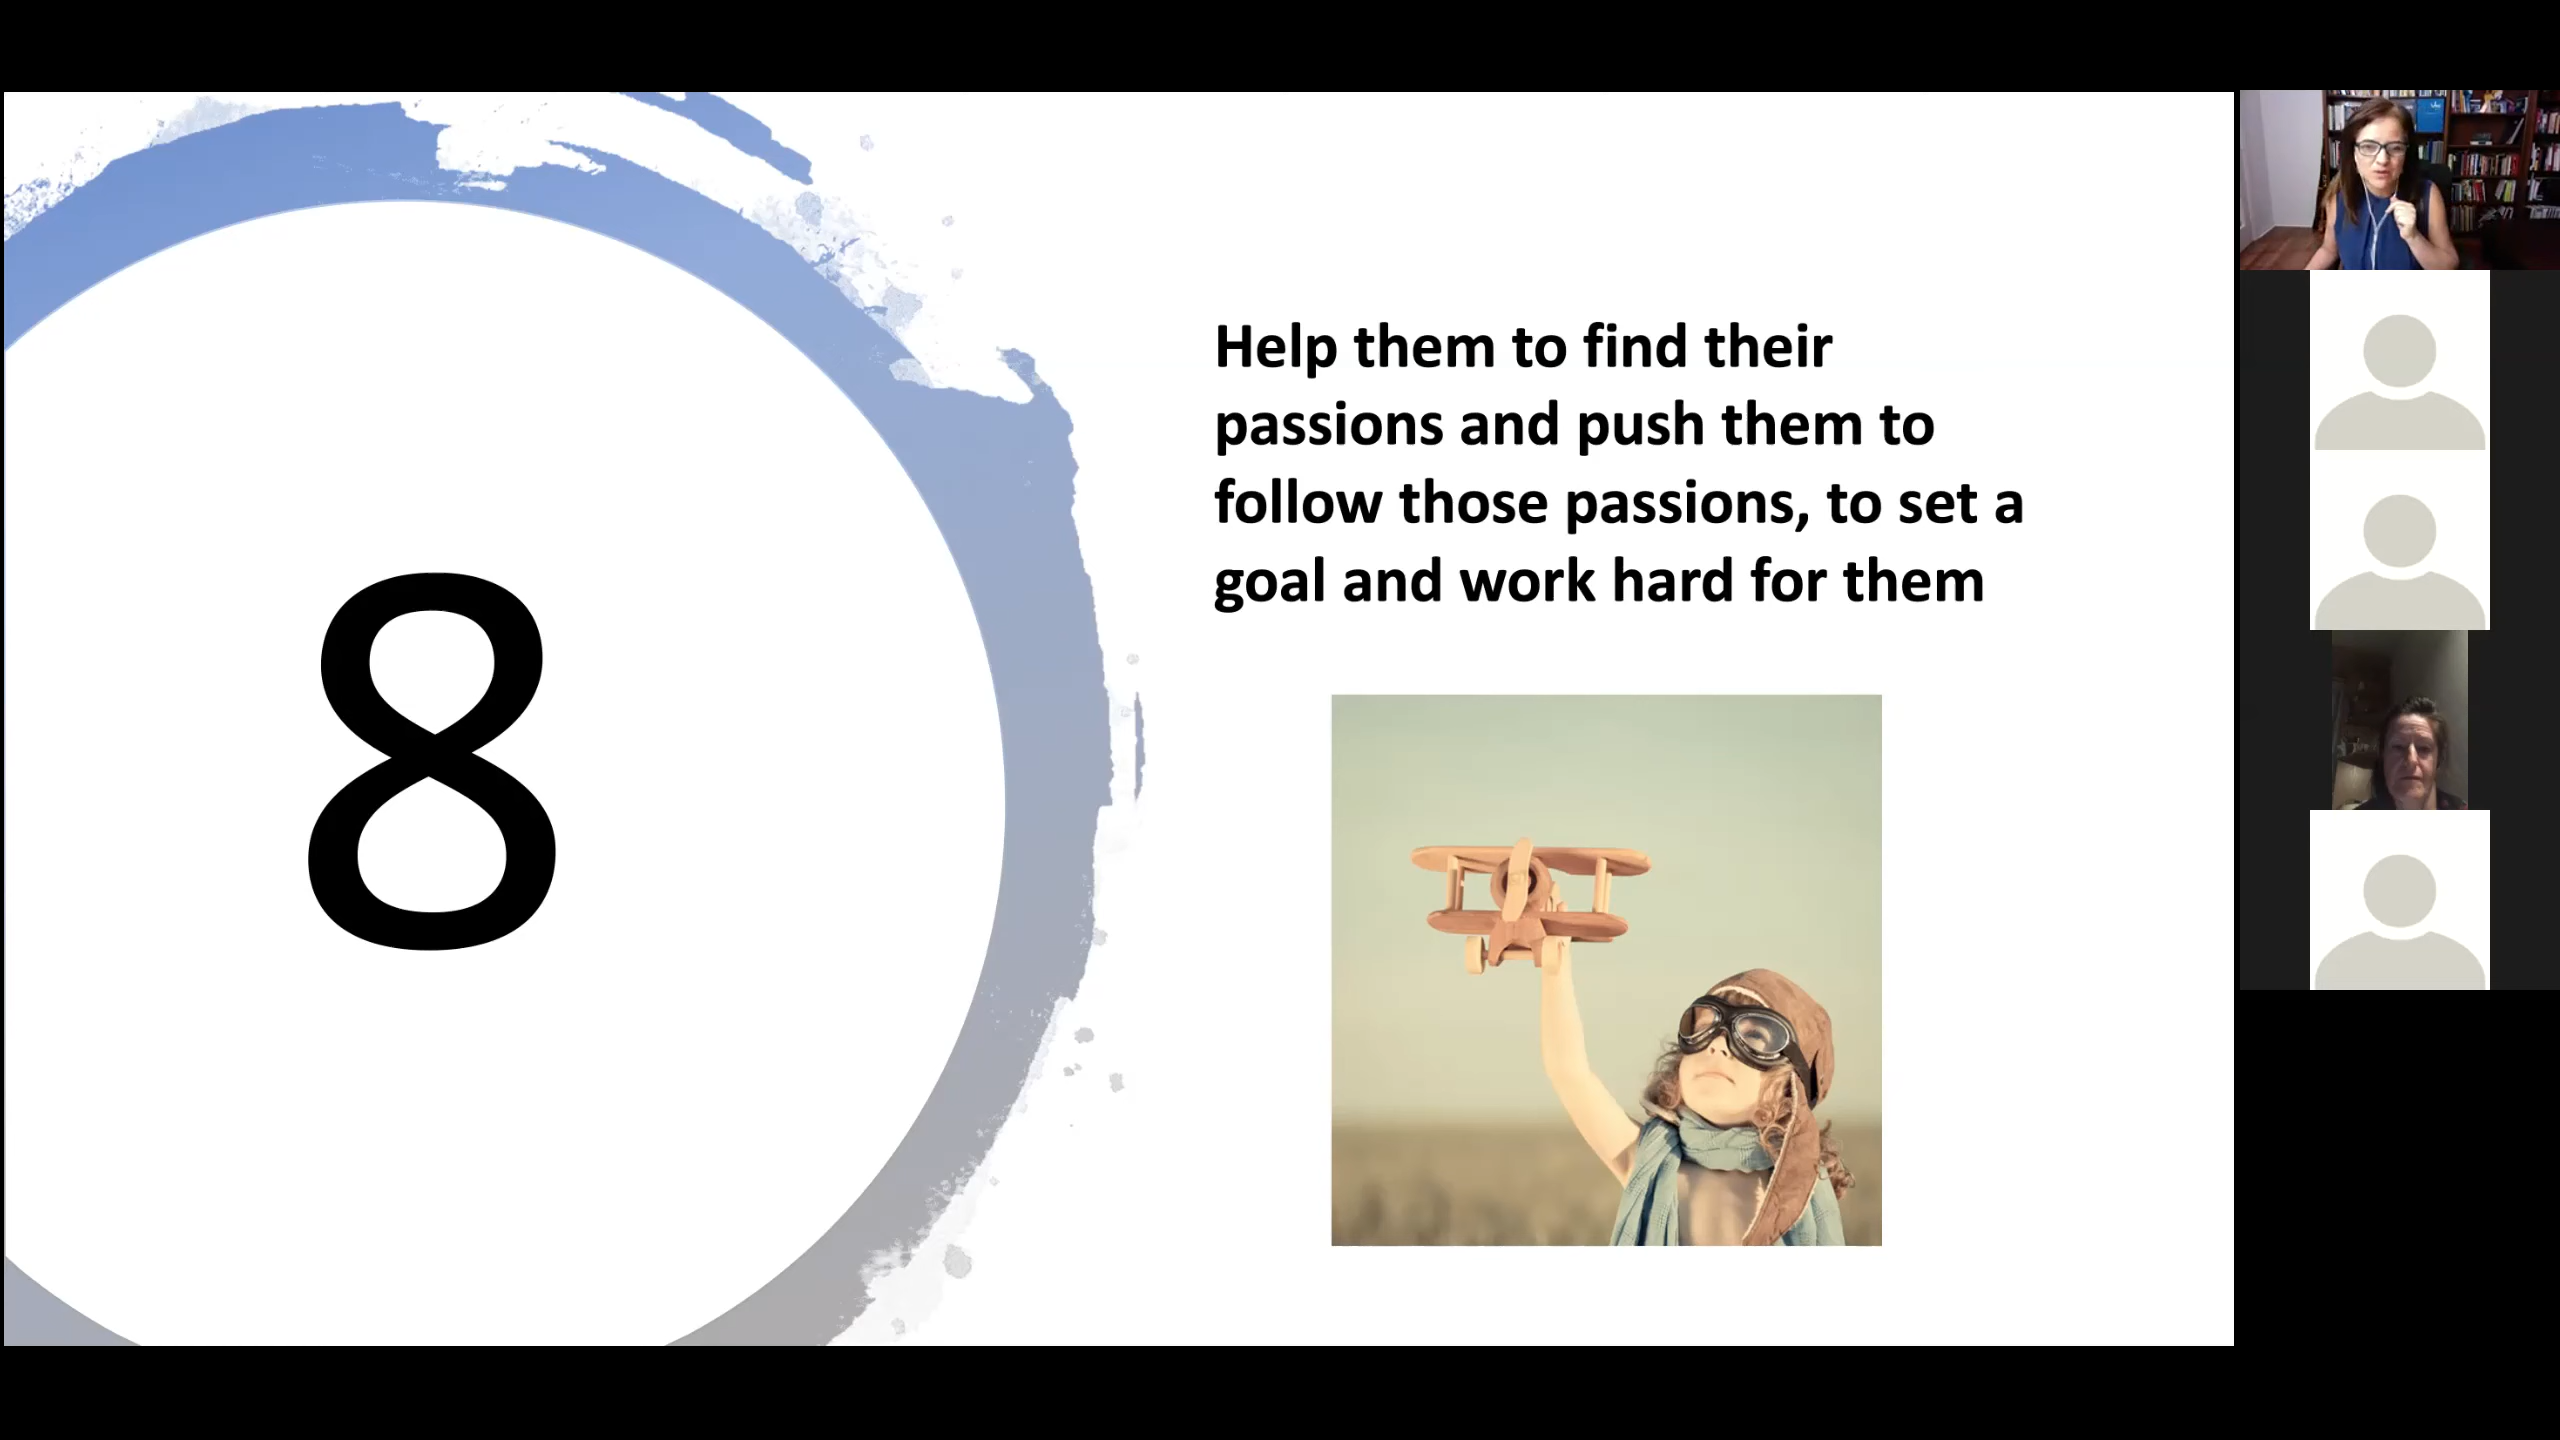 8
Help them to find their
passions and push them to
follow those passions, to set a
goal and work hard for them